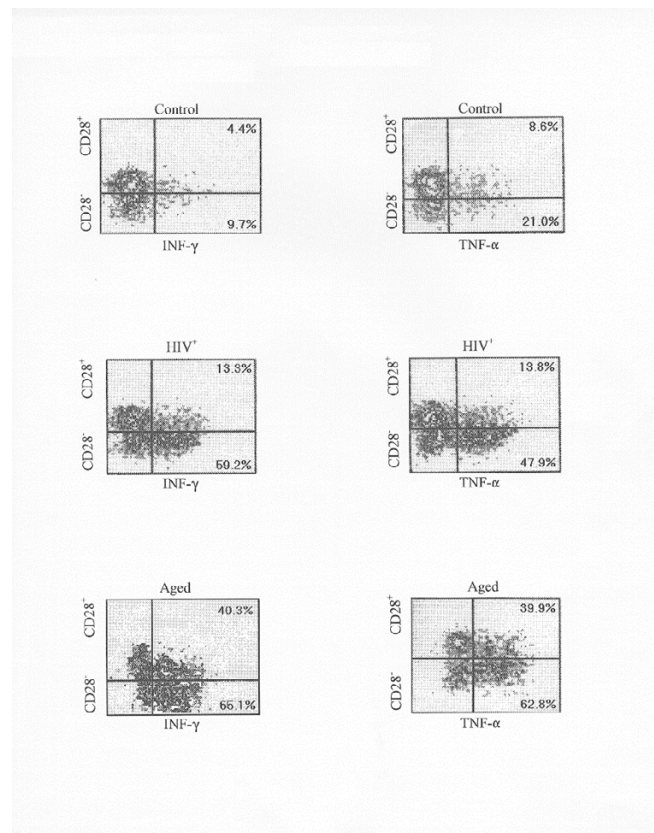 Control
CD28+
CD28-
4.4%
9.7%
INF-γ
Control
CD28+
CD28-
8.6%
21.0%
TNF-α
HIV+
CD28+
CD28-
13.3%
50.2%
INF-γ
HIV+
CD28+
CD28-
13.8%
47.9%
TNF-α
Aged
CD28+
CD28-
40.3%
65.1%
INF-γ
Aged
CD28+
CD28-
39.9%
62.8%
TNF-α